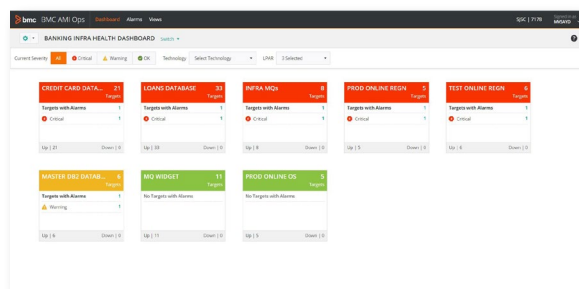 bmc BMC AMI Ops Dashboard Alarms Views SJSC | 7178 Signed in as MVSAYD
BANKING INFRA HEALTH DASHBOARD Switch
Current Severity All Critical Warning OK Technology Select Technology LPAR 3 Selected
CREDIT CARD DATA... 21 Targets
Targets with Alarms 1
Critical 1
Up | 21 Down | 0
LOANS DATABASE 33 Targets
Targets with Alarms 1
Critical 1
Up | 33 Down | 0
INFRA MQs 8 Targets
Targets with Alarms 1
Critical 1
Up | 8 Down | 0
PROD ONLINE REGN 5 Targets
Targets with Alarms 1
Critical 1
Up | 5 Down | 0
TEST ONLINE REGN 6 Targets
Targets with Alarms 1
Critical 1
Up | 6 Down | 0
MASTER DB2 DATAB... 6 Targets
Targets with Alarms 1
Warning 1
Up | 6 Down | 0
MQ WIDGET 11 Targets
No Targets with Alarms
Up | 11 Down | 0
PROD ONLINE OS 5 Targets
No Targets with Alarms
Up | 5 Down | 0